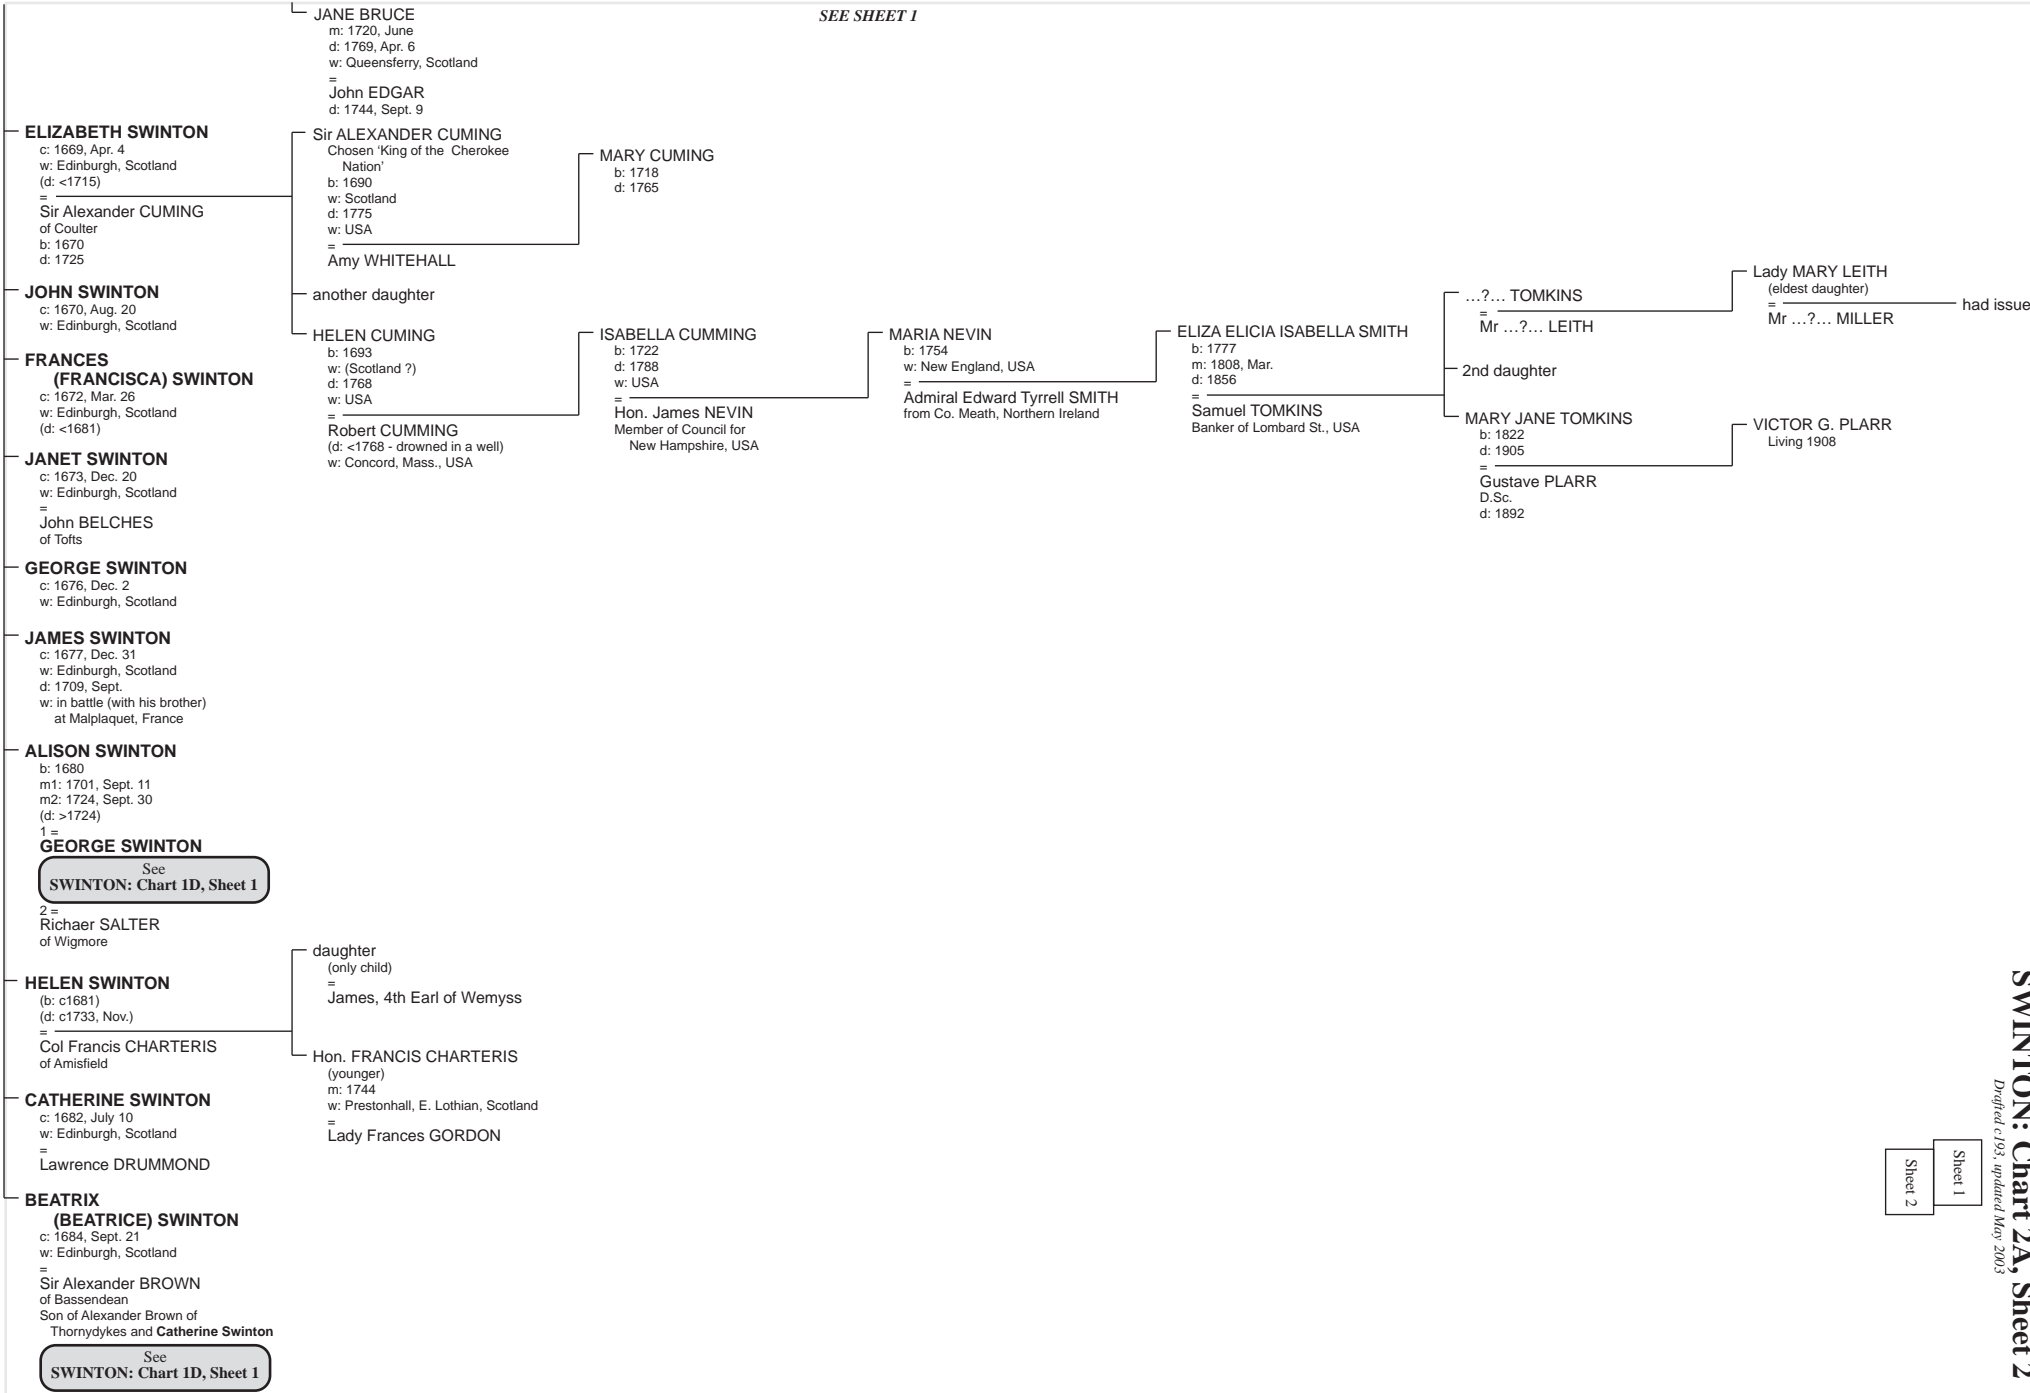 SEE SHEET 1
JANE BRUCE
m: 1720, June
d: 1769, Apr. 6
w: Queensferry, Scotland
=
John EDGAR
d: 1744, Sept. 9
ELIZABETH SWINTON
c: 1669, Apr. 4
w: Edinburgh, Scotland
(d: <1715)
=
Sir Alexander CUMING
of Coulter
b: 1670
d: 1725
JOHN SWINTON
c: 1670, Aug. 20
w: Edinburgh, Scotland
FRANCES
(FRANCISCA) SWINTON
c: 1672, Mar. 26
w: Edinburgh, Scotland
(d: <1681)
JANET SWINTON
c: 1673, Dec. 20
w: Edinburgh, Scotland
=
John BELCHES
of Tofts
GEORGE SWINTON
c: 1676, Dec. 2
w: Edinburgh, Scotland
JAMES SWINTON
c: 1677, Dec. 31
w: Edinburgh, Scotland
d: 1709, Sept.
w: in battle (with his brother)
at Malplaquet, France
ALISON SWINTON
b: 1680
m1: 1701, Sept. 11
m2: 1724, Sept. 30
(d: >1724)
1 =
GEORGE SWINTON
See
SWINTON: Chart 1D, Sheet 1
2 =
Richaer SALTER
of Wigmore
HELEN SWINTON
(b: c1681)
(d: c1733, Nov.)
=
Col Francis CHARTERIS
of Amisfield
CATHERINE SWINTON
c: 1682, July 10
w: Edinburgh, Scotland
=
Lawrence DRUMMOND
BEATRIX
(BEATRICE) SWINTON
c: 1684, Sept. 21
w: Edinburgh, Scotland
=
Sir Alexander BROWN
of Bassendean
Son of Alexander Brown of
Thornydykes and Catherine Swinton
See
SWINTON: Chart 1D, Sheet 1
Sir ALEXANDER CUMING
Chosen ‘King of the Cherokee
Nation’
b: 1690
w: Scotland
d: 1775
w: USA
=
Amy WHITEHALL
another daughter
HELEN CUMING
b: 1693
w: (Scotland ?)
d: 1768
w: USA
=
Robert CUMMING
(d: <1768 - drowned in a well)
w: Concord, Mass., USA
daughter
(only child)
=
James, 4th Earl of Wemyss
Hon. FRANCIS CHARTERIS
(younger)
m: 1744
w: Prestonhall, E. Lothian, Scotland
=
Lady Frances GORDON
MARY CUMING
b: 1718
d: 1765
ISABELLA CUMMING
b: 1722
d: 1788
w: USA
=
Hon. James NEVIN
Member of Council for
New Hampshire, USA
MARIA NEVIN
b: 1754
w: New England, USA
=
Admiral Edward Tyrrell SMITH
from Co. Meath, Northern Ireland
ELIZA ELICIA ISABELLA SMITH
b: 1777
m: 1808, Mar.
d: 1856
=
Samuel TOMKINS
Banker of Lombard St., USA
…?… TOMKINS
=
Mr …?… LEITH
2nd daughter
MARY JANE TOMKINS
b: 1822
d: 1905
=
Gustave PLARR
D.Sc.
d: 1892
Lady MARY LEITH
(eldest daughter)
=
Mr …?… MILLER
had issue
VICTOR G. PLARR
Living 1908
SWINTON: Chart 2A, Sheet 2
Drafted c193, updated May 2003
Sheet 1
Sheet 2